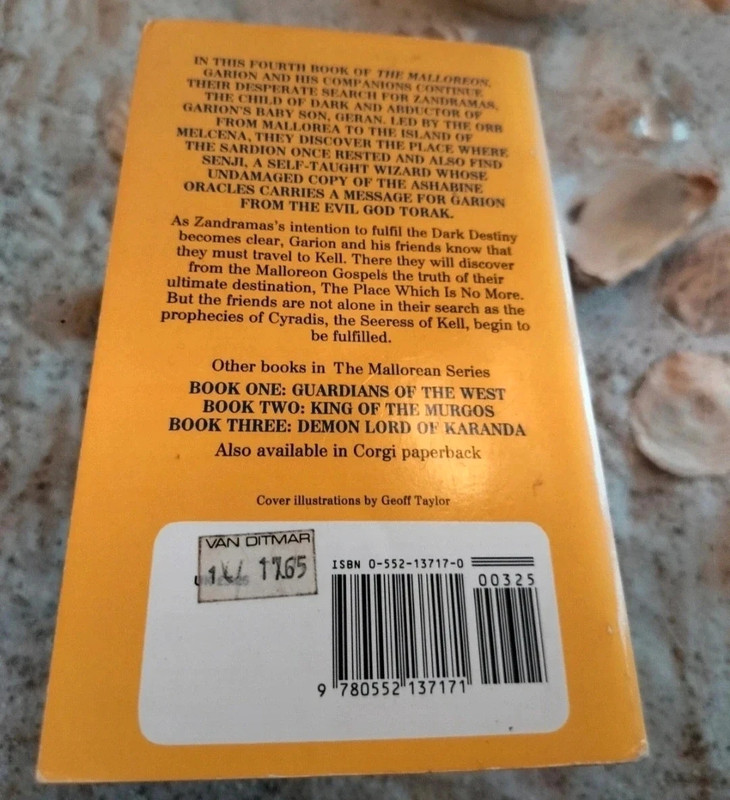 IN THIS FOURTH BOOK OF THE MALLOREON,
GARION AND HIS COMPANIONS CONTINUE
THEIR DESPERATE SEARCH FOR ZANDRAMAS,
THE CHILD OF DARK AND ABDUCTOR OF
GARION'S BABY SON, GERAN. LED BY THE ORB
FROM MALLOREA TO THE ISLAND OF
MELCENA, THEY DISCOVER THE PLACE WHERE
THE SARDION ONCE RESTED AND ALSO FIND
SENJI, A SELF-TAUGHT WIZARD WHOSE
UNDAMAGED COPY OF THE ASHABINE
ORACLES CARRIES A MESSAGE FOR GARION
FROM THE EVIL GOD TORAK.
As Zandramas's intention to fulfil the Dark Destiny
becomes clear, Garion and his friends know that
they must travel to Kell. There they will discover
from the Malloreon Gospels the truth of their
ultimate destination, The Place Which Is No More.
But the friends are not alone in their search as the
prophecies of Cyradis, the Seeress of Kell, begin to
be fulfilled.
Other books in The Mallorean Series
BOOK ONE: GUARDIANS OF THE WEST
BOOK TWO: KING OF THE MURGOS
BOOK THREE: DEMON LORD OF KARANDA
Also available in Corgi paperback
Cover illustrations by Geoff Taylor
VAN DITMAR
17.65
ISBN 0-552-13717-0
00325
9 780552 137171